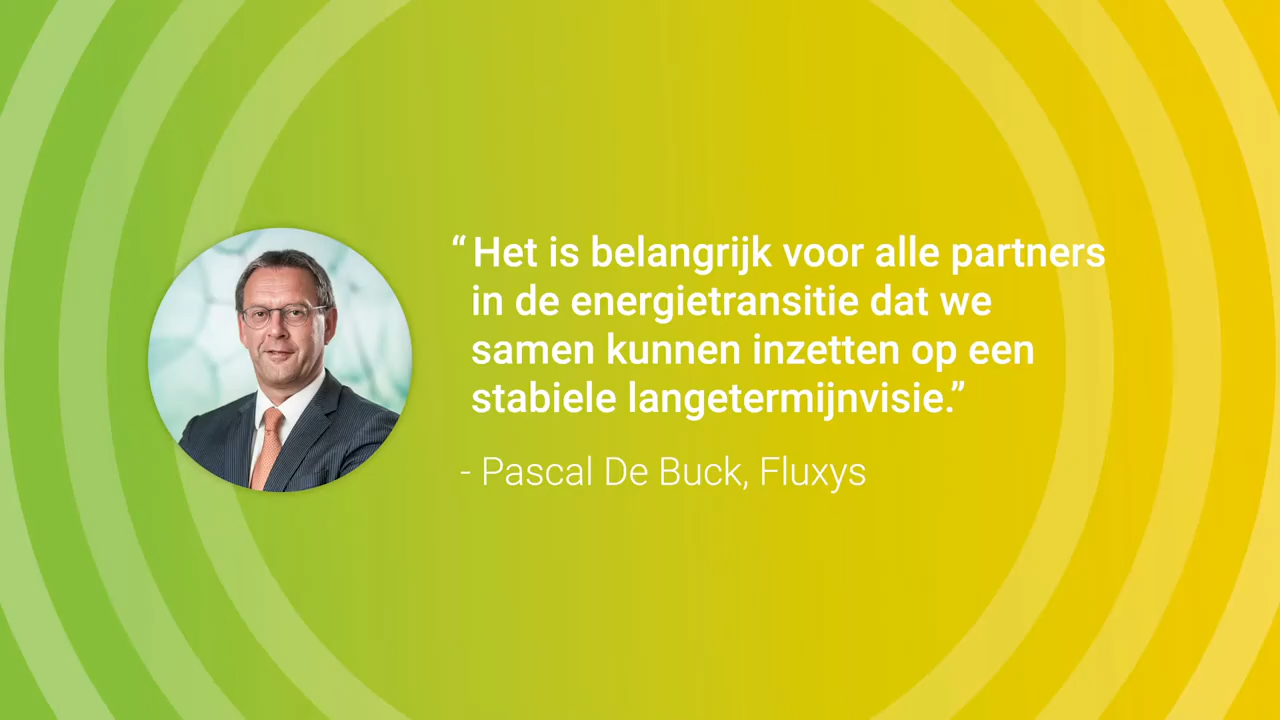 “Het is belangrijk voor alle partners
in de energietransitie dat we
samen kunnen inzetten op een
stabiele langetermijnvisie.”
- Pascal De Buck, Fluxys